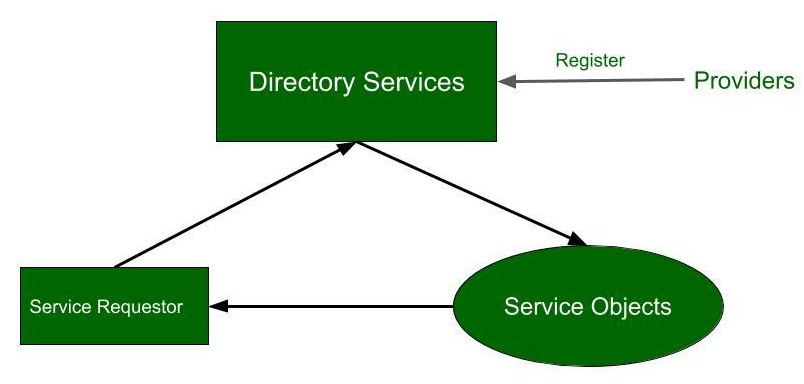 Directory Services
Register
Providers
Service Requestor
Service Objects